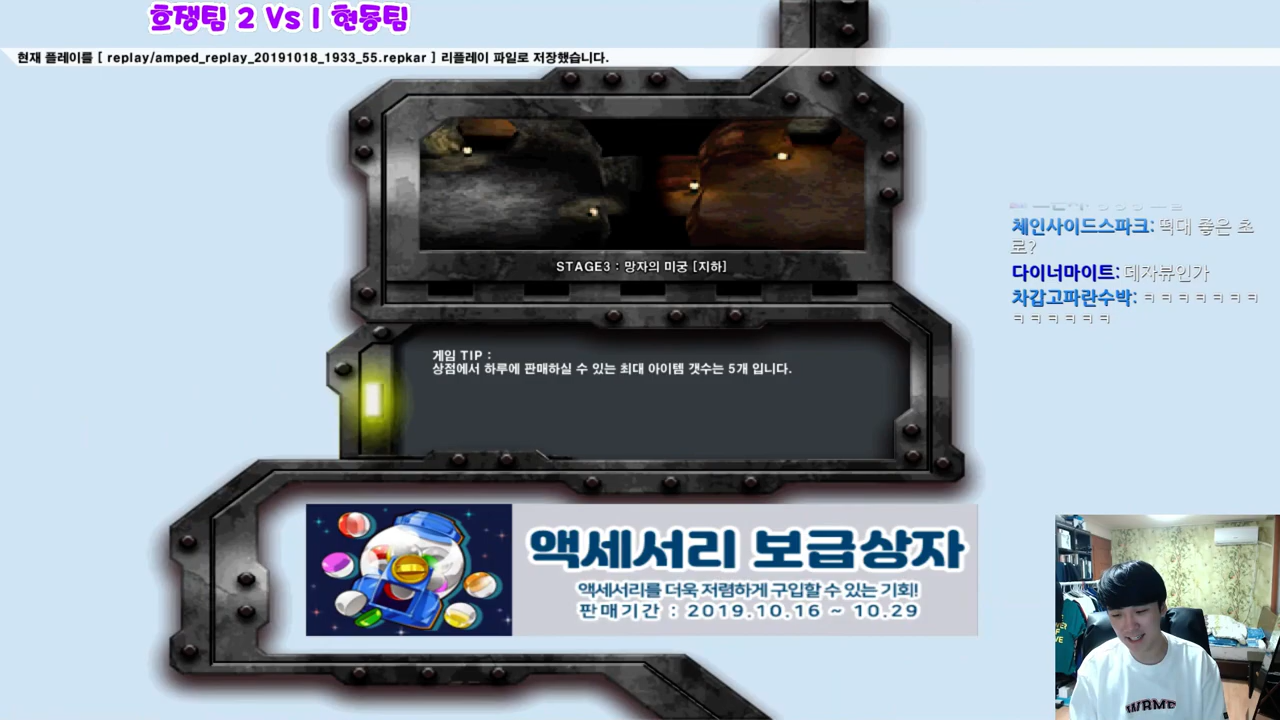 흐쟁팀 2 Vs 1 현동팀
현재 플레이를 [ replay/amped_replay_20191018_1933_55.repkar ] 리플레이 파일로 저장했습니다.
체인사이드스파크: 떡대 좋은 초
로?
다이너마이트: 데자뷰인가
차갑고파란수박: ㅋㅋㅋㅋㅋㅋㅋ
ㅋㅋㅋㅋㅋㅋ
STAGE3 : 망자의 미궁 [지하]
게임 TIP :
상점에서 하루에 판매하실 수 있는 최대 아이템 갯수는 5개 입니다.
액세서리 보급상자
액세서리를 더욱 저렴하게 구입할 수 있는 기회!
판매기간 : 2019.10.16 ~ 10.29